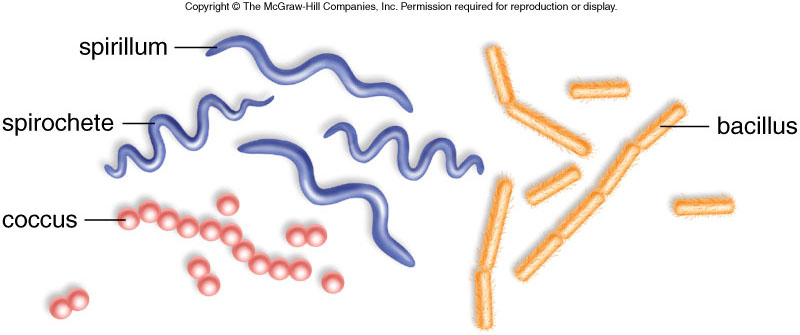 Copyright © The McGraw-Hill Companies, Inc. Permission required for reproduction or display.
spirillum
spirochete
bacillus
coccus